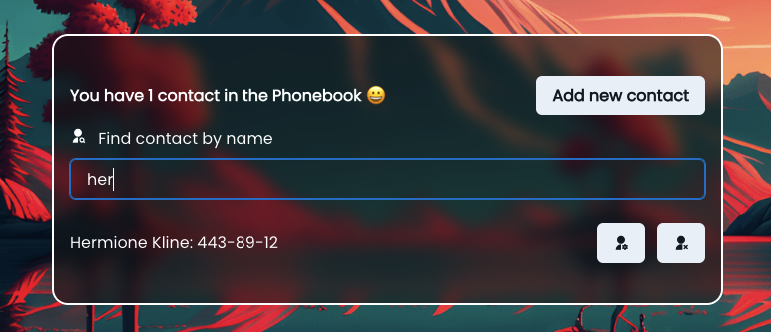 You have 1 contact in the Phonebook 😀
Add new contact
Find contact by name
her
Hermione Kline: 443-89-12